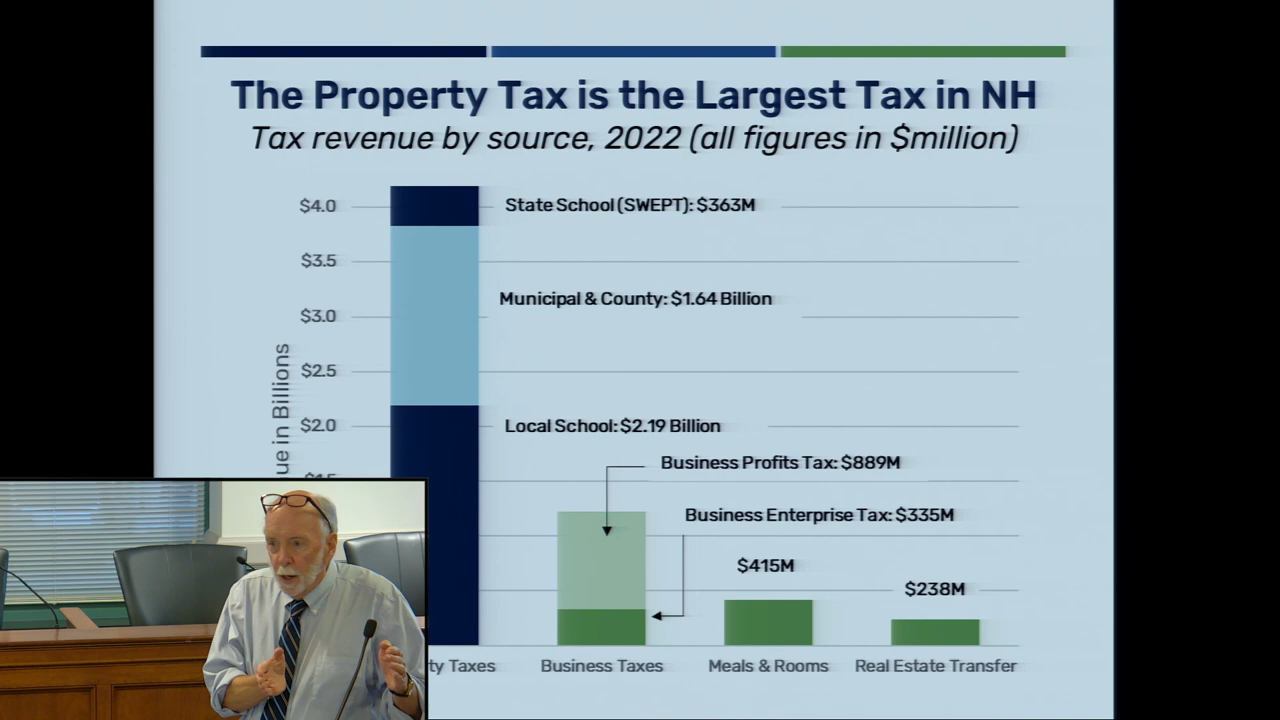 The Property Tax is the Largest Tax in NH
Tax revenue by source, 2022 (all figures in $million)
$4.0
State School (SWEPT): $363M
$3.5
Municipal & County: $1.64 Billion
$3.0
$2.5
ue in Billions
$2.0
Local School: $2.19 Billion
Business Profits Tax: $889M
Business Enterprise Tax: $335M
$415M
$238M
ty Taxes
Business Taxes
Meals & Rooms
Real Estate Transfer